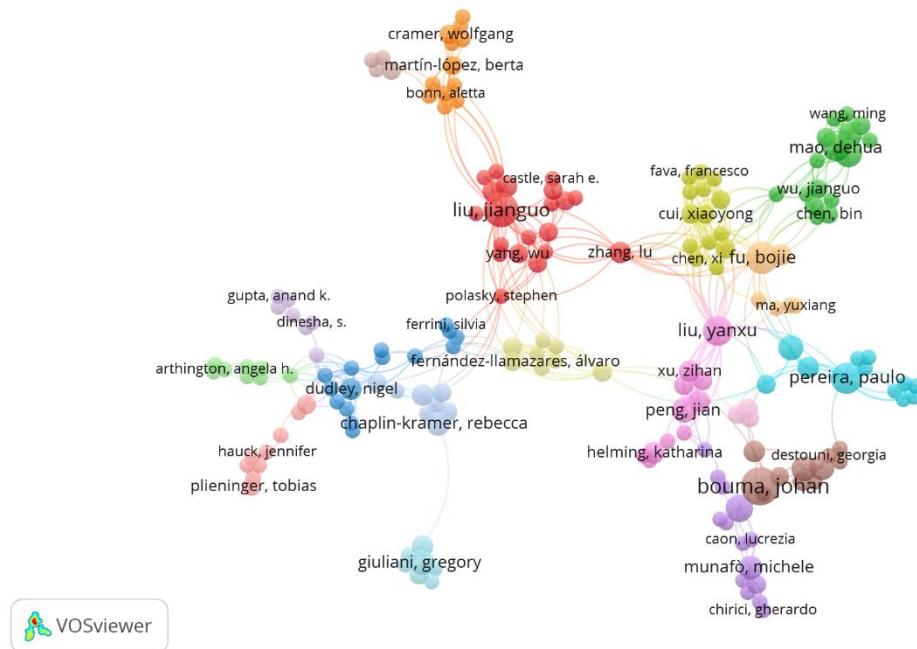 cramer, wolfgang
martín-lópez, berta
bonn, aletta
wang, ming
mao, dehua
castle, sarah e.
fava, francesco
wu, jianguo
liu, jianguo
cui, xiaoyong
chen, bin
yang, wu
zhang, lu
chen, xi
fu, bojie
gupta, anand k.
polasky, stephen
ma, yuxiang
dinesha, s.
ferrini, silvia
liu, yanxu
arthington, angela h.
fernández-llamazares, álvaro
xu, zihan
pereira, paulo
dudley, nigel
chaplin-kramer, rebecca
peng, jian
hauck, jennifer
helming, katharina
destouni, georgia
plieninger, tobias
bouma, johan
caon, lucrezia
giuliani, gregory
munafò, michele
chirici, gherardo
VOSviewer